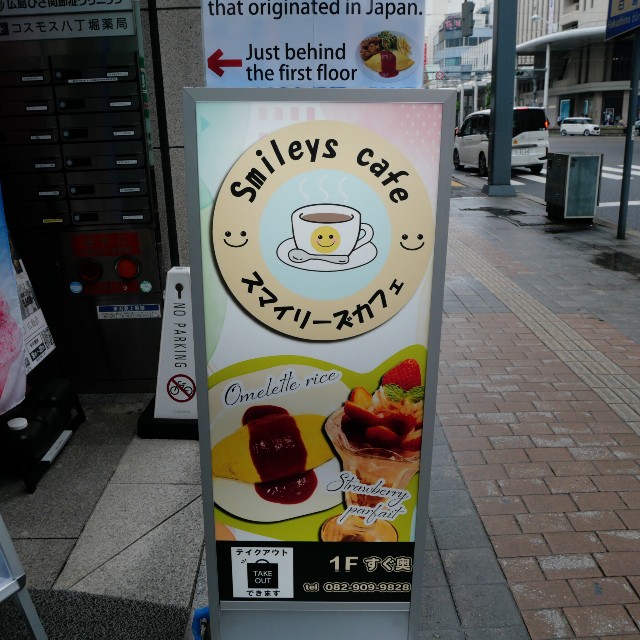 that originated in Japan.
Just behind
the first floor
コスモス八丁堀薬局
NO PARKING
Smileys cafe
スマイリーズカフェ
Omelette rice
Strawberry
parfait
テイクアウト
TAKE
OUT
できます
1F すぐ奥
tel 082-909-9828